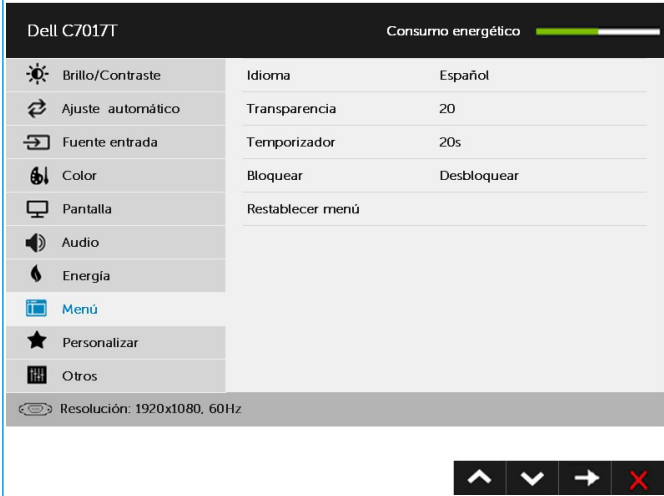 Dell C7017T Consumo energético
Brillo/Contraste Idioma Español
Ajuste automático Transparencia 20
Fuente entrada Temporizador 20s
Color Bloquear Desbloquear
Pantalla Restablecer menú
Audio
Energía
Menú
Personalizar
Otros
Resolución: 1920x1080, 60Hz